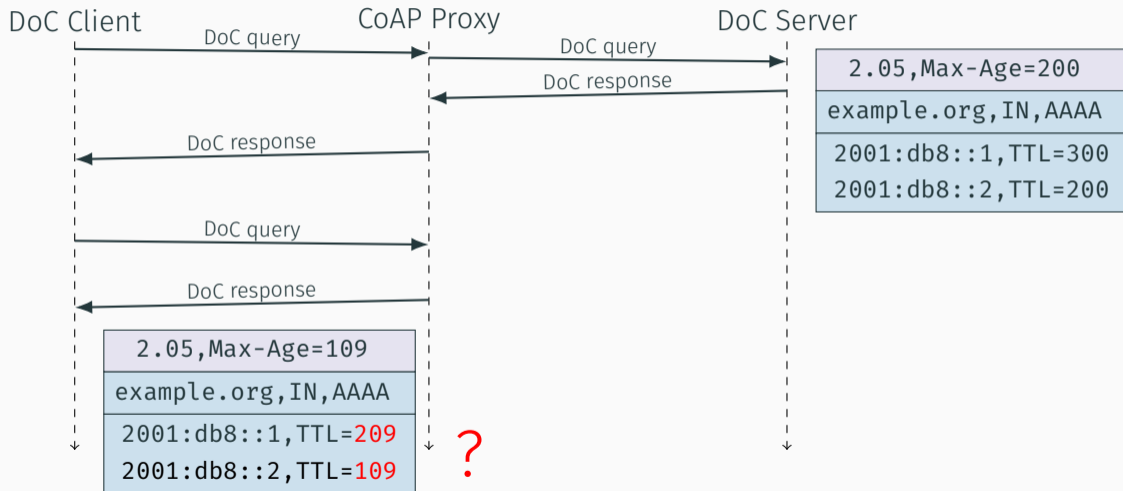 DoC Client
CoAP Proxy
DoC Server
DoC query
DoC query
DoC response
DoC response
2.05,Max-Age=200
example.org,IN,AAAA
2001:db8::1,TTL=300
2001:db8::2,TTL=200
DoC query
DoC response
2.05,Max-Age=109
example.org,IN,AAAA
2001:db8::1,TTL=209
2001:db8::2,TTL=109
?